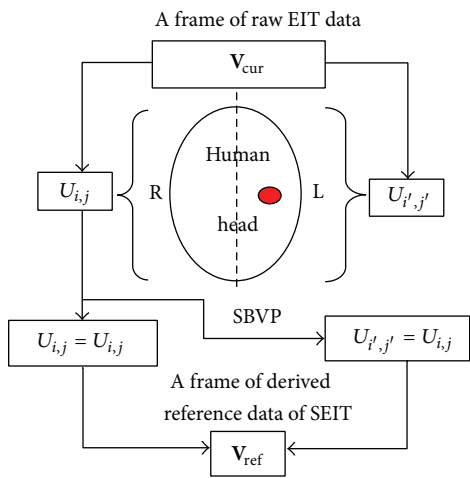 A frame of raw EIT data
V_cur
Human
U_{i,j}
R
L
U_{i′,j′}
head
SBVP
U_{i,j} = U_{i,j}
U_{i′,j′} = U_{i,j}
A frame of derived
reference data of SEIT
V_ref